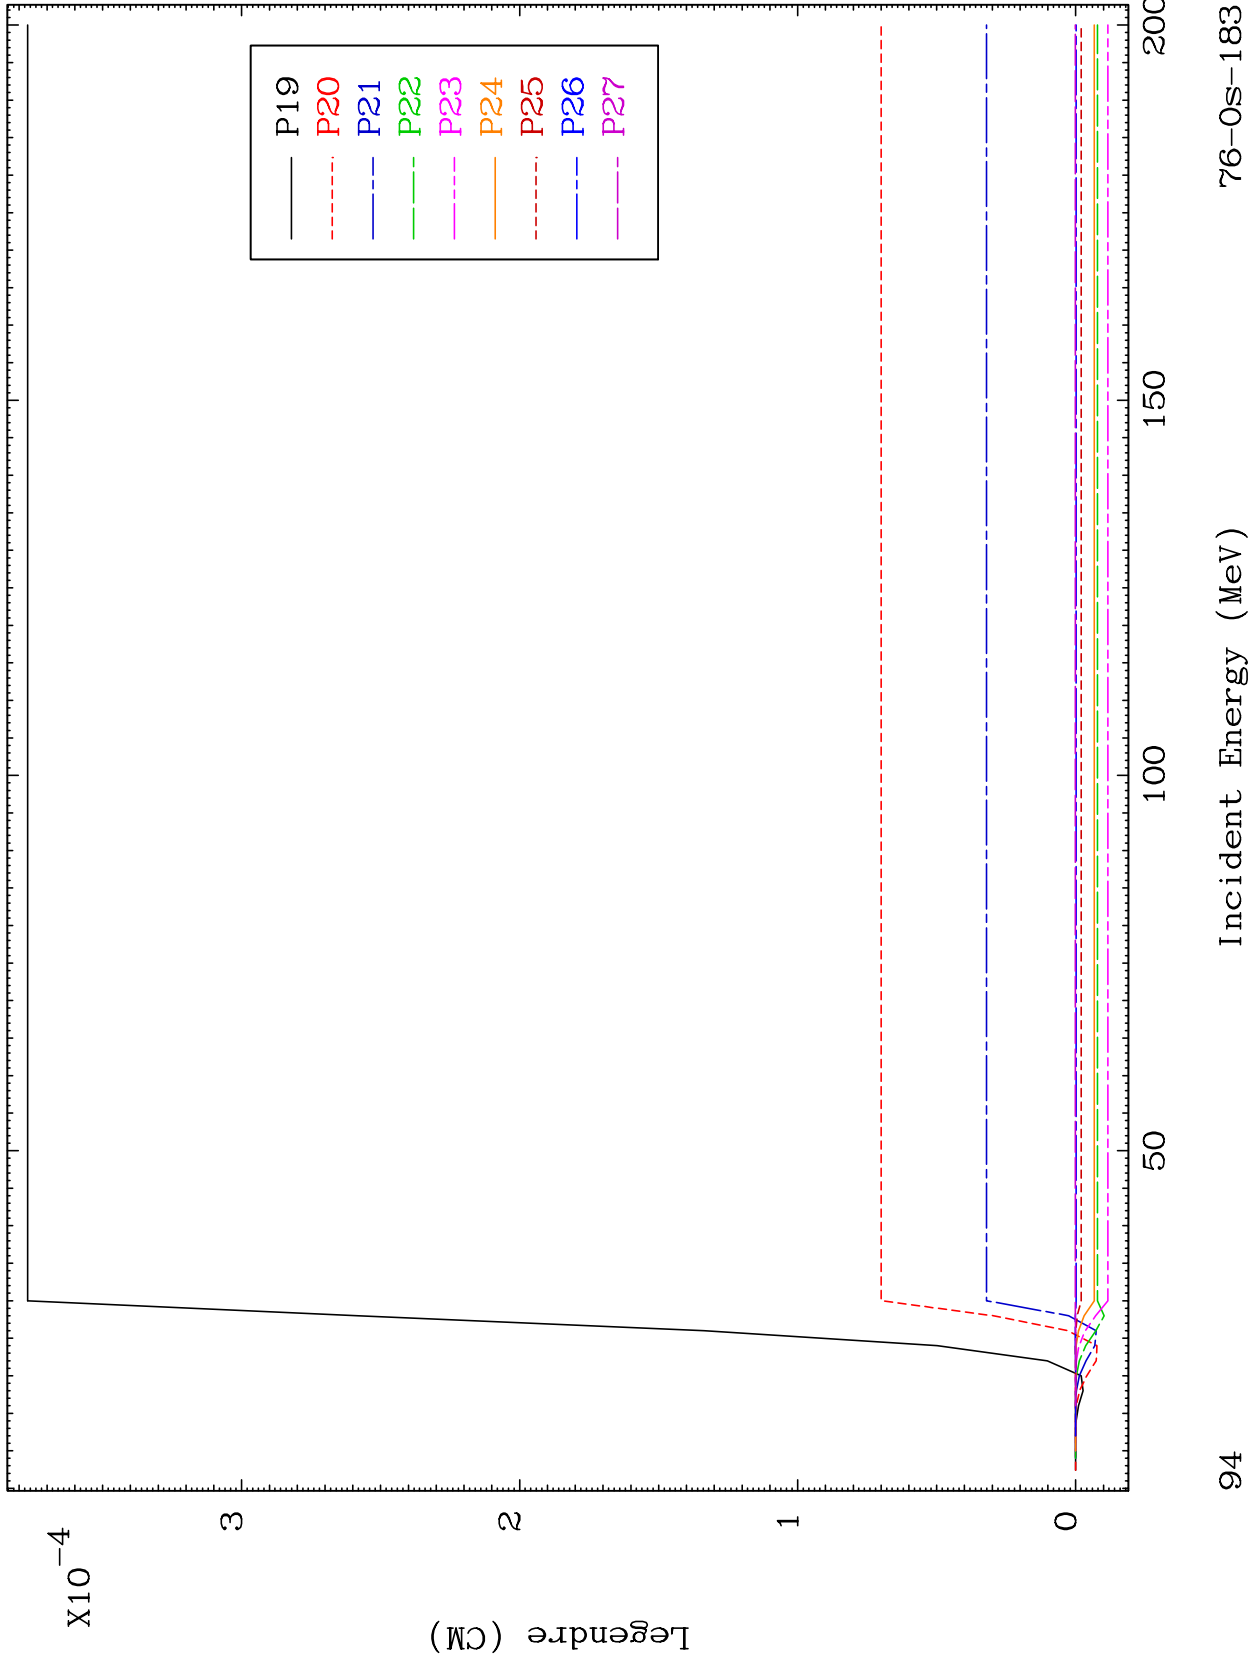 X10-4
Legendre (CM)
3
2
1
0
P19
P20
P21
P22
P23
P24
P25
P26
P27
50
100
150
200
Incident Energy (MeV)
94
76-Os-183